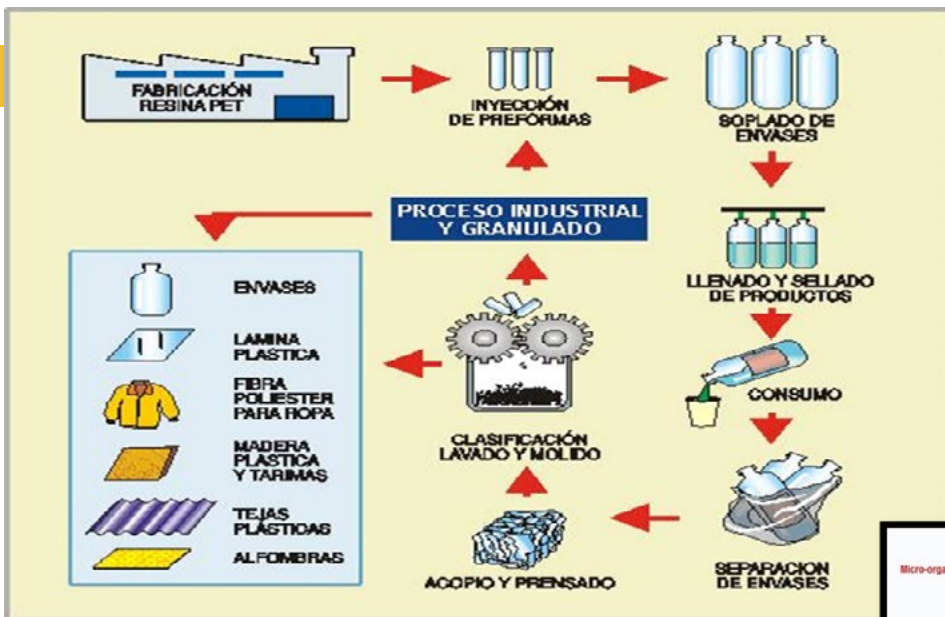 FABRICACIÓN
RESINA PET
INYECCIÓN
DE PREFORMAS
SOPLADO DE
ENVASES
PROCESO INDUSTRIAL
Y GRANULADO
LLENADO Y SELLADO
DE PRODUCTOS
CONSUMO
SEPARACION
DE ENVASES
ACOPIO Y PRENSADO
CLASIFICACIÓN
LAVADO Y MOLIDO
ENVASES
LAMINA
PLASTICA
FIBRA
POLIESTER
PARA ROPA
MADERA
PLASTICA
Y TARIMAS
TEJAS
PLÁSTICAS
ALFOMBRAS